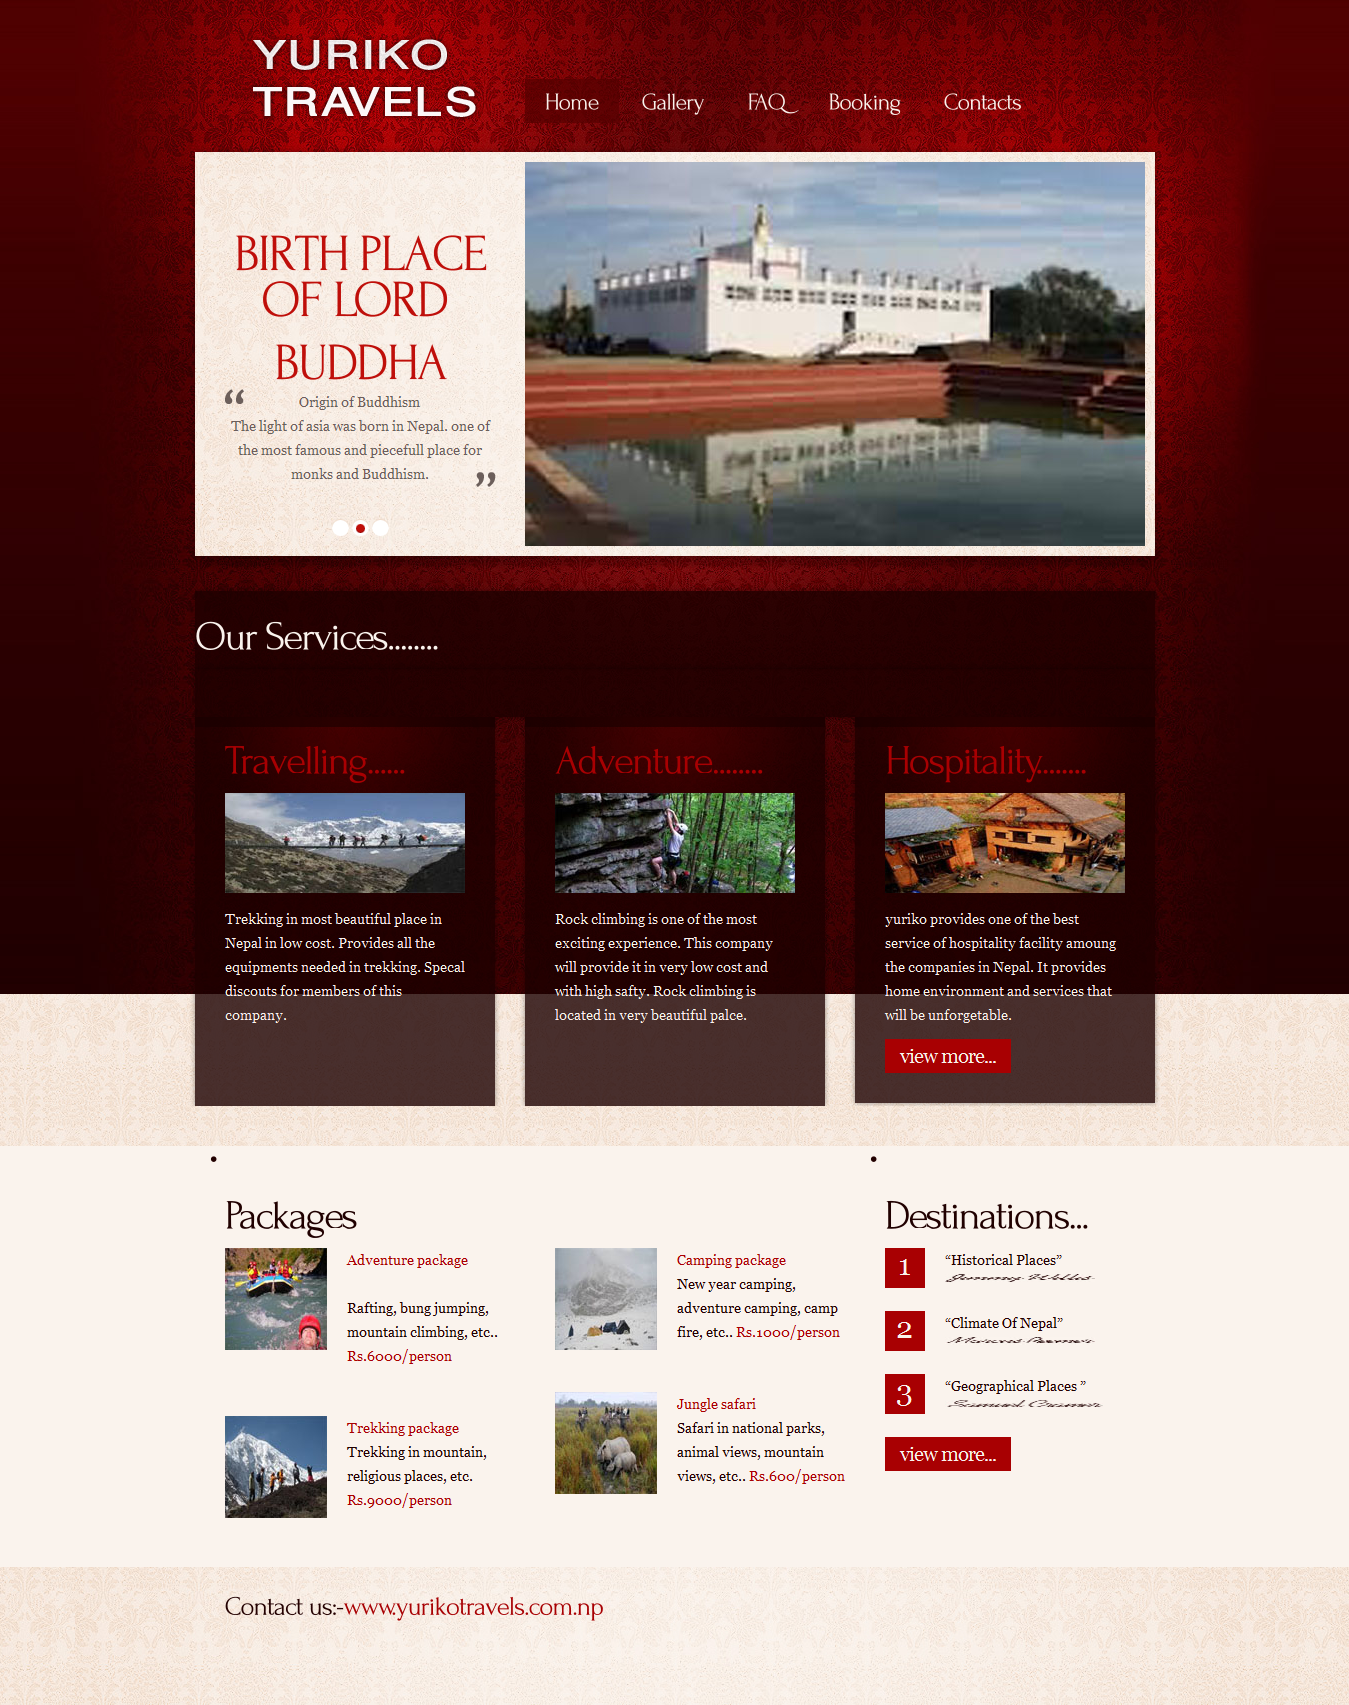 YURIKO
TRAVELS
Home Gallery FAQ Booking Contacts
BIRTH PLACE
OF LORD
BUDDHA
“ Origin of Buddhism
The light of asia was born in Nepal. one of
the most famous and piecefull place for
monks and Buddhism. ”
Our Services........
Travelling......
Trekking in most beautiful place in
Nepal in low cost. Provides all the
equipments needed in trekking. Specal
discouts for members of this
company.
Adventure........
Rock climbing is one of the most
exciting experience. This company
will provide it in very low cost and
with high safty. Rock climbing is
located in very beautiful palce.
Hospitality........
yuriko provides one of the best
service of hospitality facility amoung
the companies in Nepal. It provides
home environment and services that
will be unforgetable.
view more...
Packages
Adventure package
Rafting, bung jumping,
mountain climbing, etc..
Rs.6000/person
Trekking package
Trekking in mountain,
religious places, etc.
Rs.9000/person
Camping package
New year camping,
adventure camping, camp
fire, etc.. Rs.1000/person
Jungle safari
Safari in national parks,
animal views, mountain
views, etc.. Rs.600/person
Destinations...
1 “Historical Places”
2 “Climate Of Nepal”
3 “Geographical Places ”
view more...
Contact us:-www.yurikotravels.com.np